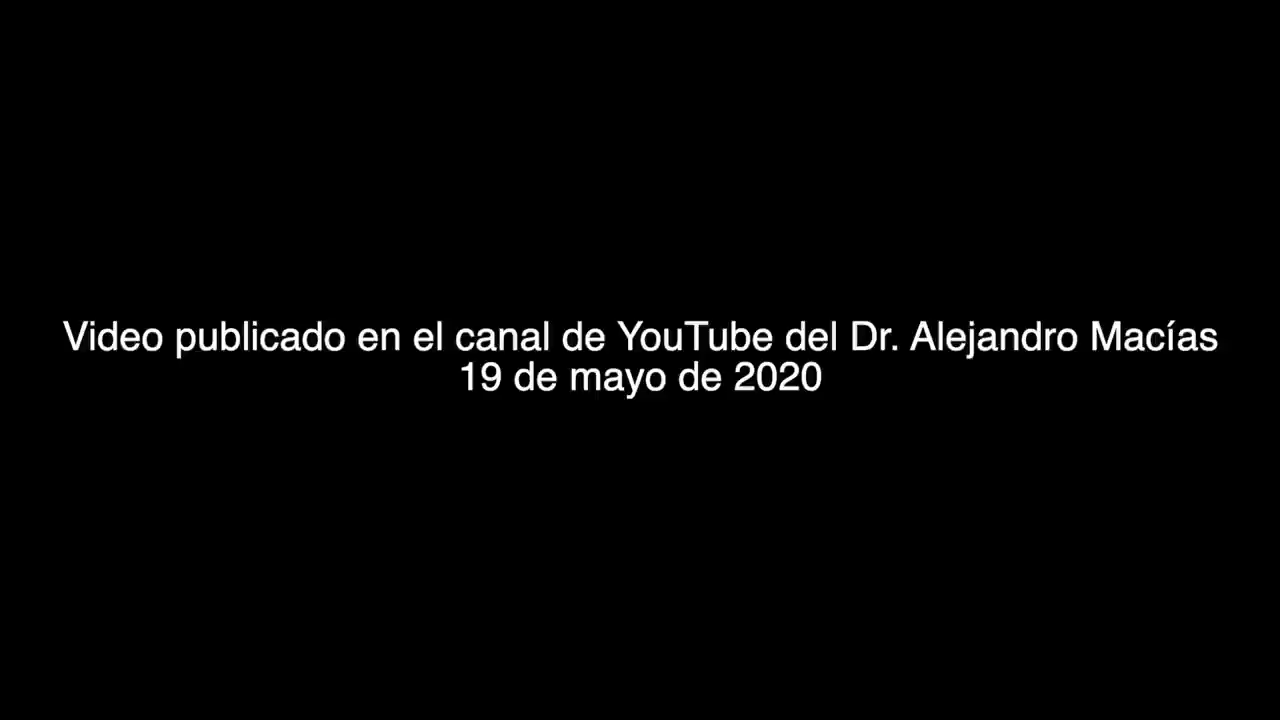 Video publicado en el canal de YouTube del Dr. Alejandro Macías
19 de mayo de 2020